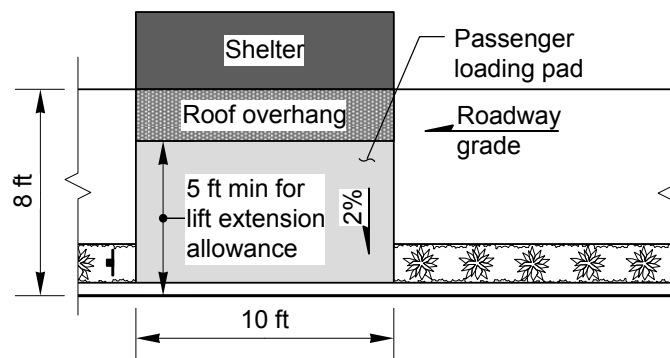 Shelter
Passenger
loading pad
Roof overhang
Roadway
grade
8 ft
5 ft min for
lift extension
allowance
2%
10 ft